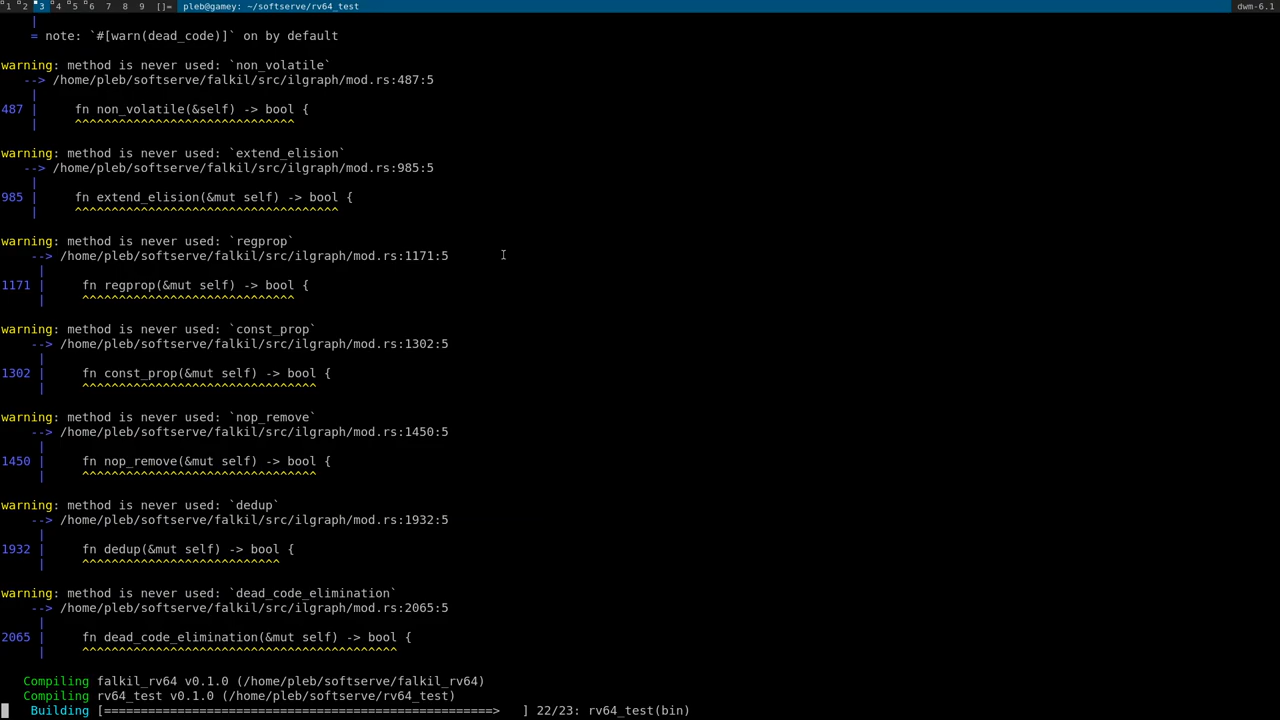 1 2 3 4 5 6 7 8 9 []= pleb@gamey: ~/softserve/rv64_test dwm-6.1
|
= note: `#[warn(dead_code)]` on by default
warning: method is never used: `non_volatile`
--> /home/pleb/softserve/falkil/src/ilgraph/mod.rs:487:5
|
487 | fn non_volatile(&self) -> bool {
| ^^^^^^^^^^^^^^^^^^^^^^^^^^^^^^
warning: method is never used: `extend_elision`
--> /home/pleb/softserve/falkil/src/ilgraph/mod.rs:985:5
|
985 | fn extend_elision(&mut self) -> bool {
| ^^^^^^^^^^^^^^^^^^^^^^^^^^^^^^^^^^^^
warning: method is never used: `regprop`
--> /home/pleb/softserve/falkil/src/ilgraph/mod.rs:1171:5
|
1171 | fn regprop(&mut self) -> bool {
| ^^^^^^^^^^^^^^^^^^^^^^^^^^^^^
warning: method is never used: `const_prop`
--> /home/pleb/softserve/falkil/src/ilgraph/mod.rs:1302:5
|
1302 | fn const_prop(&mut self) -> bool {
| ^^^^^^^^^^^^^^^^^^^^^^^^^^^^^^^^
warning: method is never used: `nop_remove`
--> /home/pleb/softserve/falkil/src/ilgraph/mod.rs:1450:5
|
1450 | fn nop_remove(&mut self) -> bool {
| ^^^^^^^^^^^^^^^^^^^^^^^^^^^^^^^^
warning: method is never used: `dedup`
--> /home/pleb/softserve/falkil/src/ilgraph/mod.rs:1932:5
|
1932 | fn dedup(&mut self) -> bool {
| ^^^^^^^^^^^^^^^^^^^^^^^^^^^
warning: method is never used: `dead_code_elimination`
--> /home/pleb/softserve/falkil/src/ilgraph/mod.rs:2065:5
|
2065 | fn dead_code_elimination(&mut self) -> bool {
| ^^^^^^^^^^^^^^^^^^^^^^^^^^^^^^^^^^^^^^^^^^^
Compiling falkil_rv64 v0.1.0 (/home/pleb/softserve/falkil_rv64)
Compiling rv64_test v0.1.0 (/home/pleb/softserve/rv64_test)
Building [=====================================================> ] 22/23: rv64_test(bin)